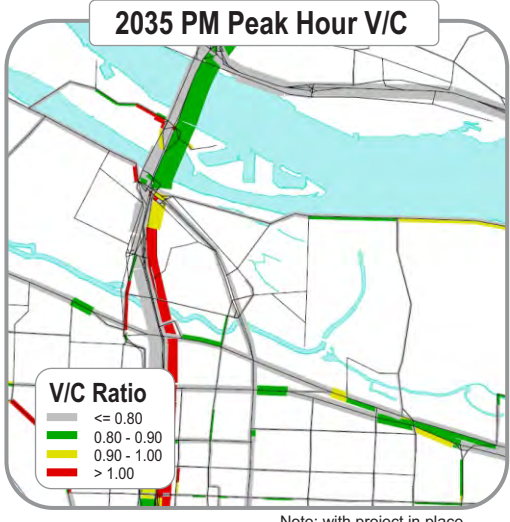 2035 PM Peak Hour V/C
V/C Ratio
<= 0.80
0.80 - 0.90
0.90 - 1.00
> 1.00
Note: with project in place